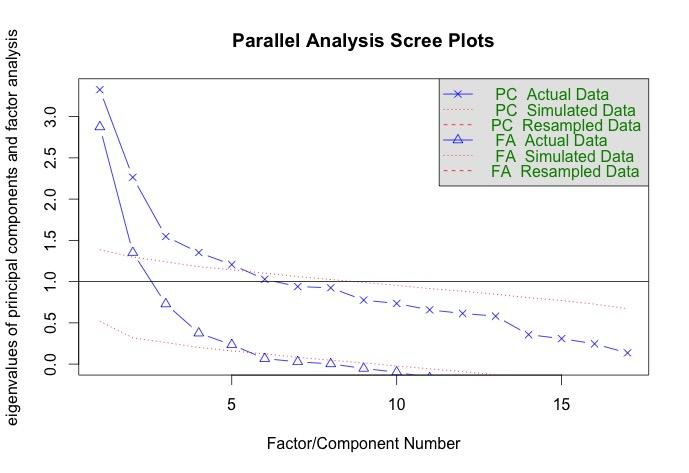 Parallel Analysis Scree Plots
eigenvalues of principal components and factor analysis
3.0
2.5
2.0
1.5
1.0
0.5
0.0
PC Actual Data
PC Simulated Data
PC Resampled Data
FA Actual Data
FA Simulated Data
FA Resampled Data
5 10 15
Factor/Component Number